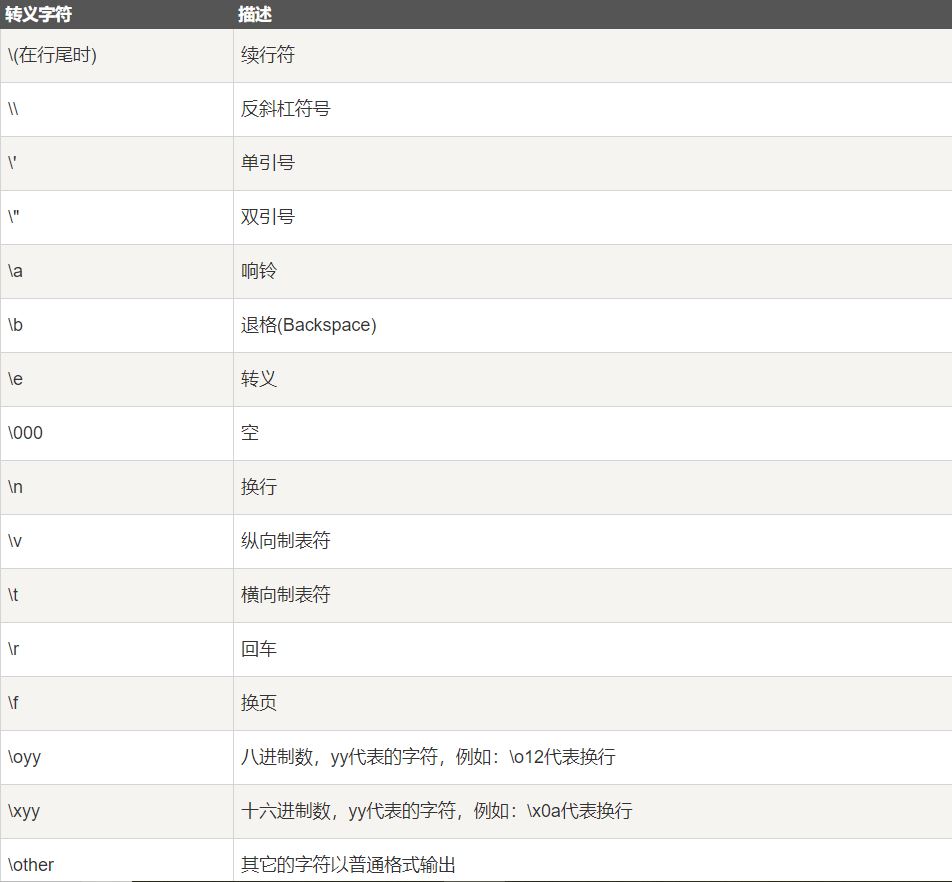 转义字符 描述
\(在行尾时) 续行符
\\ 反斜杠符号
\' 单引号
\" 双引号
\a 响铃
\b 退格(Backspace)
\e 转义
\000 空
\n 换行
\v 纵向制表符
\t 横向制表符
\r 回车
\f 换页
\oyy 八进制数，yy代表的字符，例如：\o12代表换行
\xyy 十六进制数，yy代表的字符，例如：\x0a代表换行
\other 其它的字符以普通格式输出